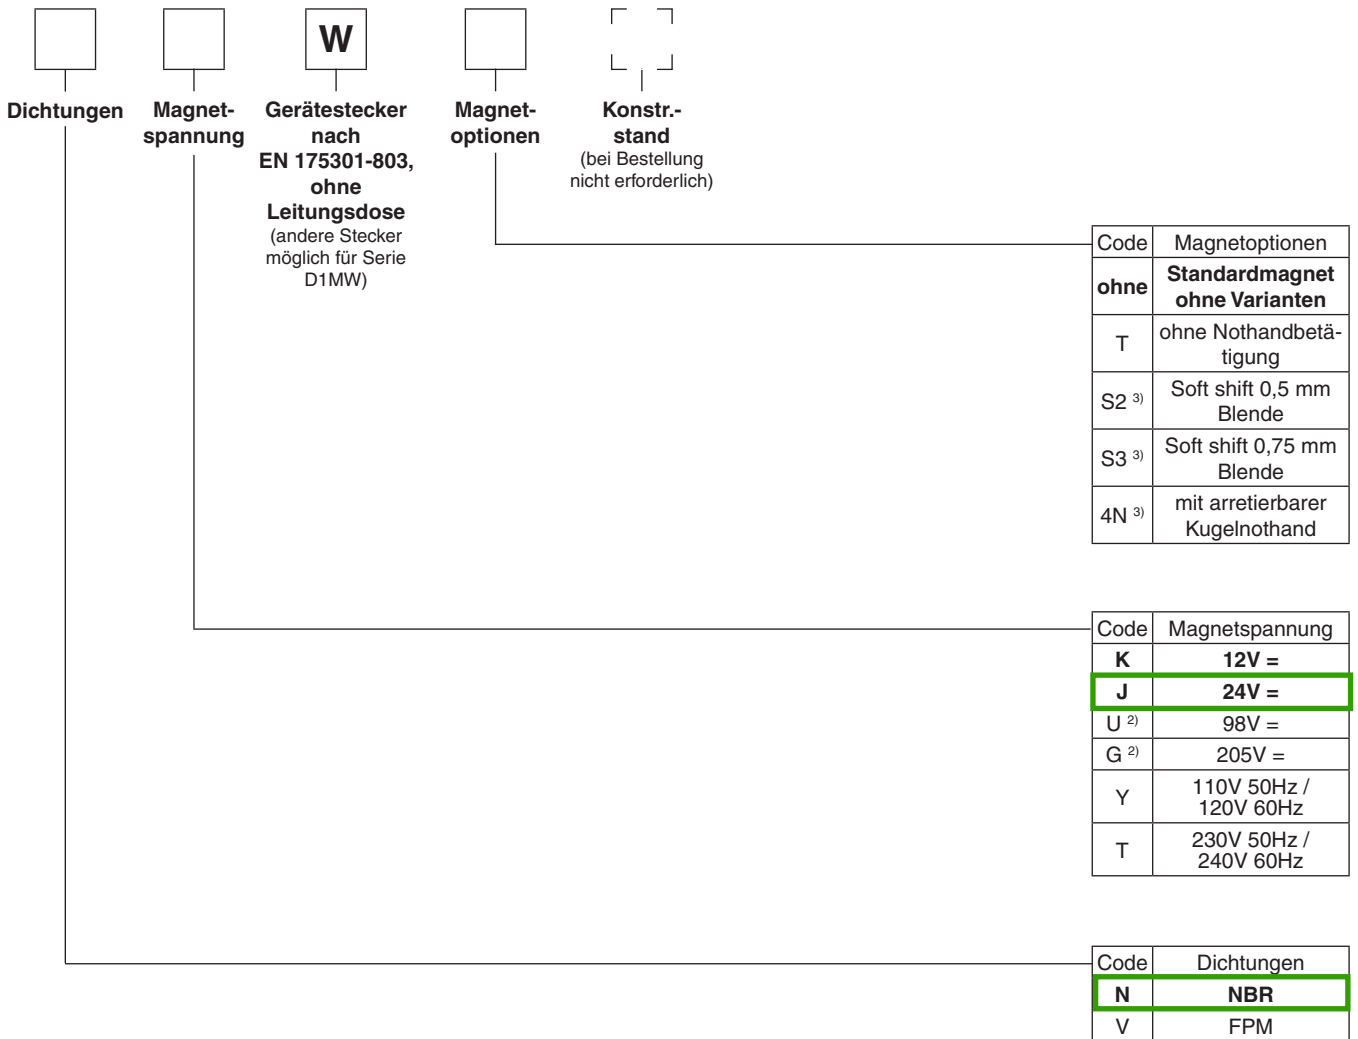 W
Dichtungen
Magnet-
spannung
Gerätestecker
nach
EN 175301-803,
ohne
Leitungsdose
(andere Stecker
möglich für Serie
D1MW)
Magnet-
optionen
Konstr.-
stand
(bei Bestellung
nicht erforderlich)
Code Magnetoptionen
ohne Standardmagnet
ohne Varianten
T ohne Nothandbetä-
tigung
S2 3) Soft shift 0,5 mm
Blende
S3 3) Soft shift 0,75 mm
Blende
4N 3) mit arretierbarer
Kugelnothand
Code Magnetspannung
K 12V =
J 24V =
U 2) 98V =
G 2) 205V =
Y 110V 50Hz /
120V 60Hz
T 230V 50Hz /
240V 60Hz
Code Dichtungen
N NBR
V FPM